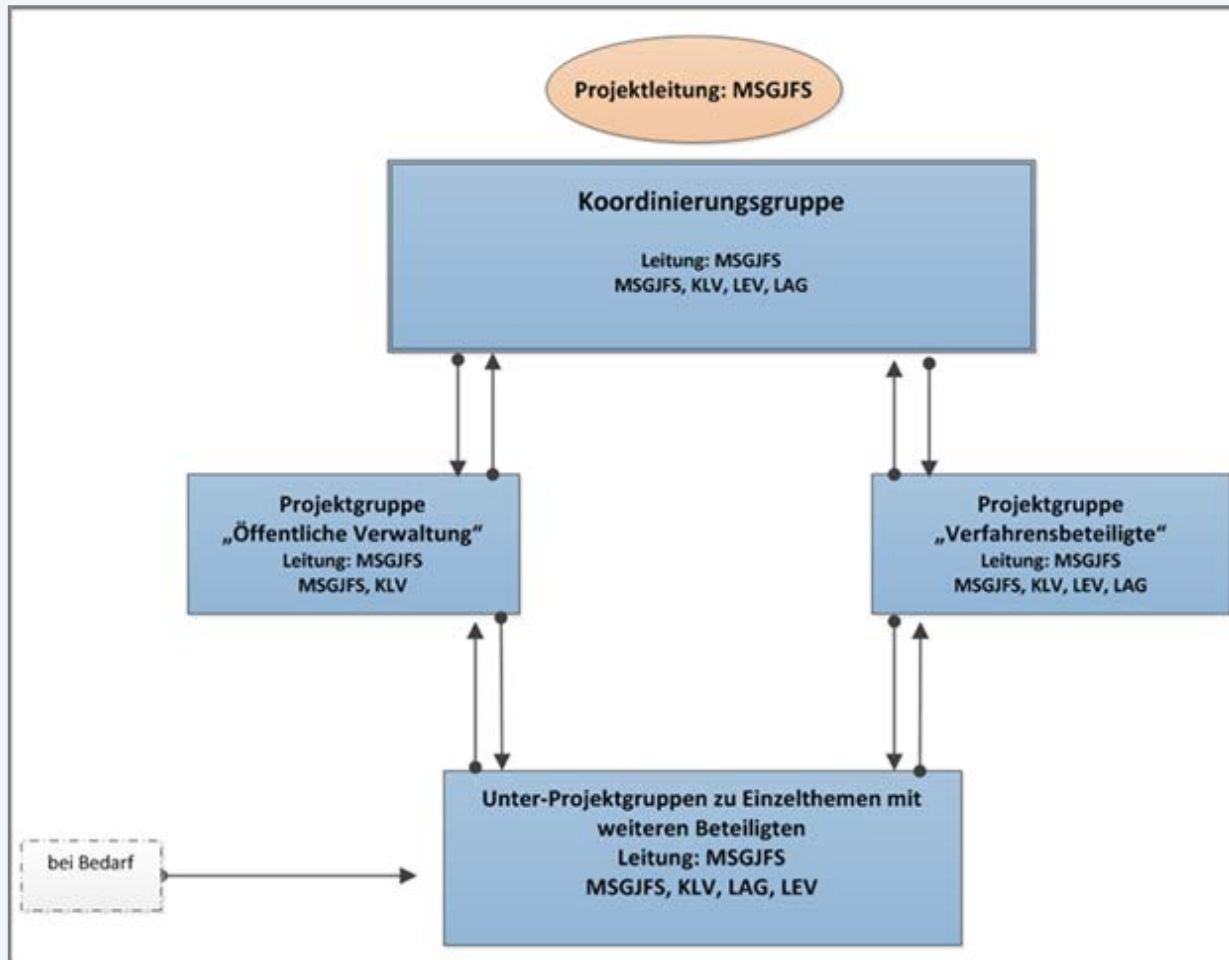 Projektleitung: MSGJFS
Koordinierungsgruppe
Leitung: MSGJFS
MSGJFS, KLV, LEV, LAG
Projektgruppe
„Öffentliche Verwaltung“
Leitung: MSGJFS
MSGJFS, KLV
Projektgruppe
„Verfahrensbeteiligte“
Leitung: MSGJFS
MSGJFS, KLV, LEV, LAG
Unter-Projektgruppen zu Einzelthemen mit
weiteren Beteiligten
Leitung: MSGJFS
MSGJFS, KLV, LAG, LEV
bei Bedarf